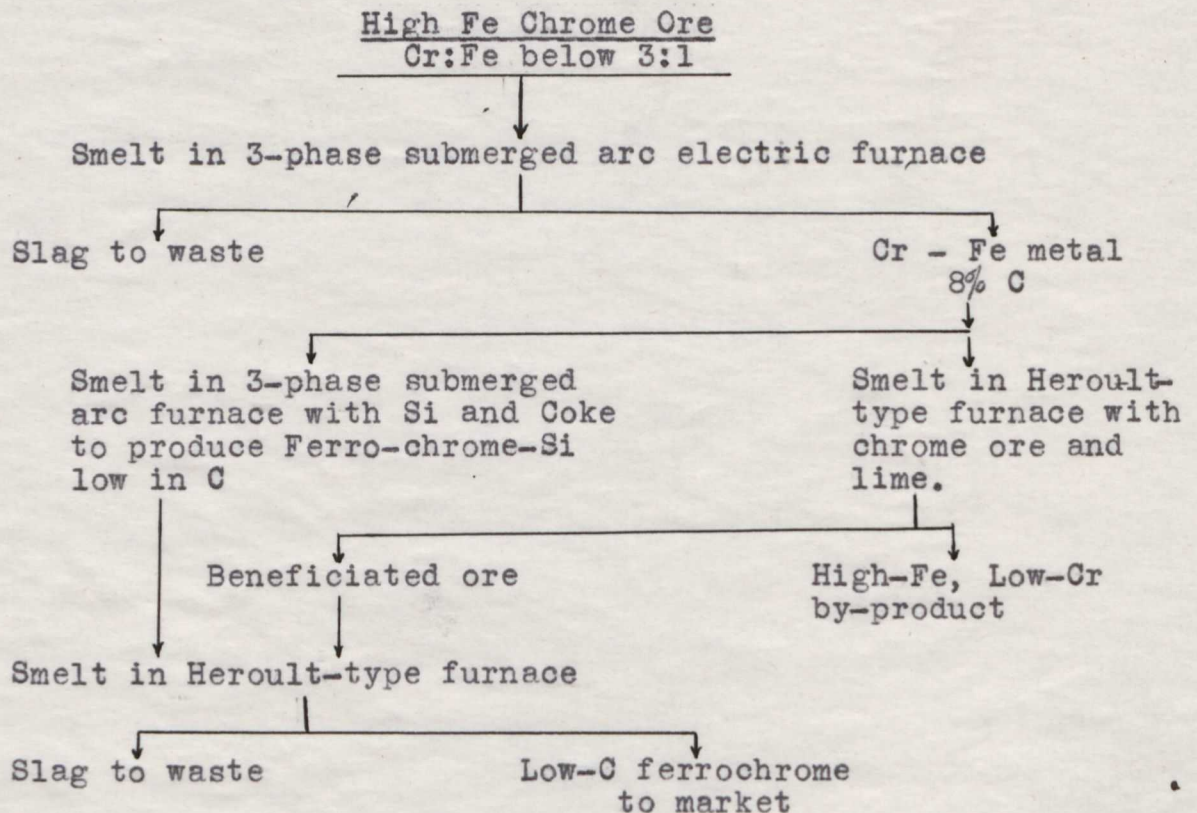 High Fe Chrome Ore
Cr:Fe below 3:1
Smelt in 3-phase submerged arc electric furnace
Slag to waste
Cr - Fe metal
8% C
Smelt in 3-phase submerged
arc furnace with Si and Coke
to produce Ferro-chrome-Si
low in C
Smelt in Heroult-
type furnace with
chrome ore and
lime.
Beneficiated ore
High-Fe, Low-Cr
by-product
Smelt in Heroult-type furnace
Slag to waste
Low-C ferrochrome
to market